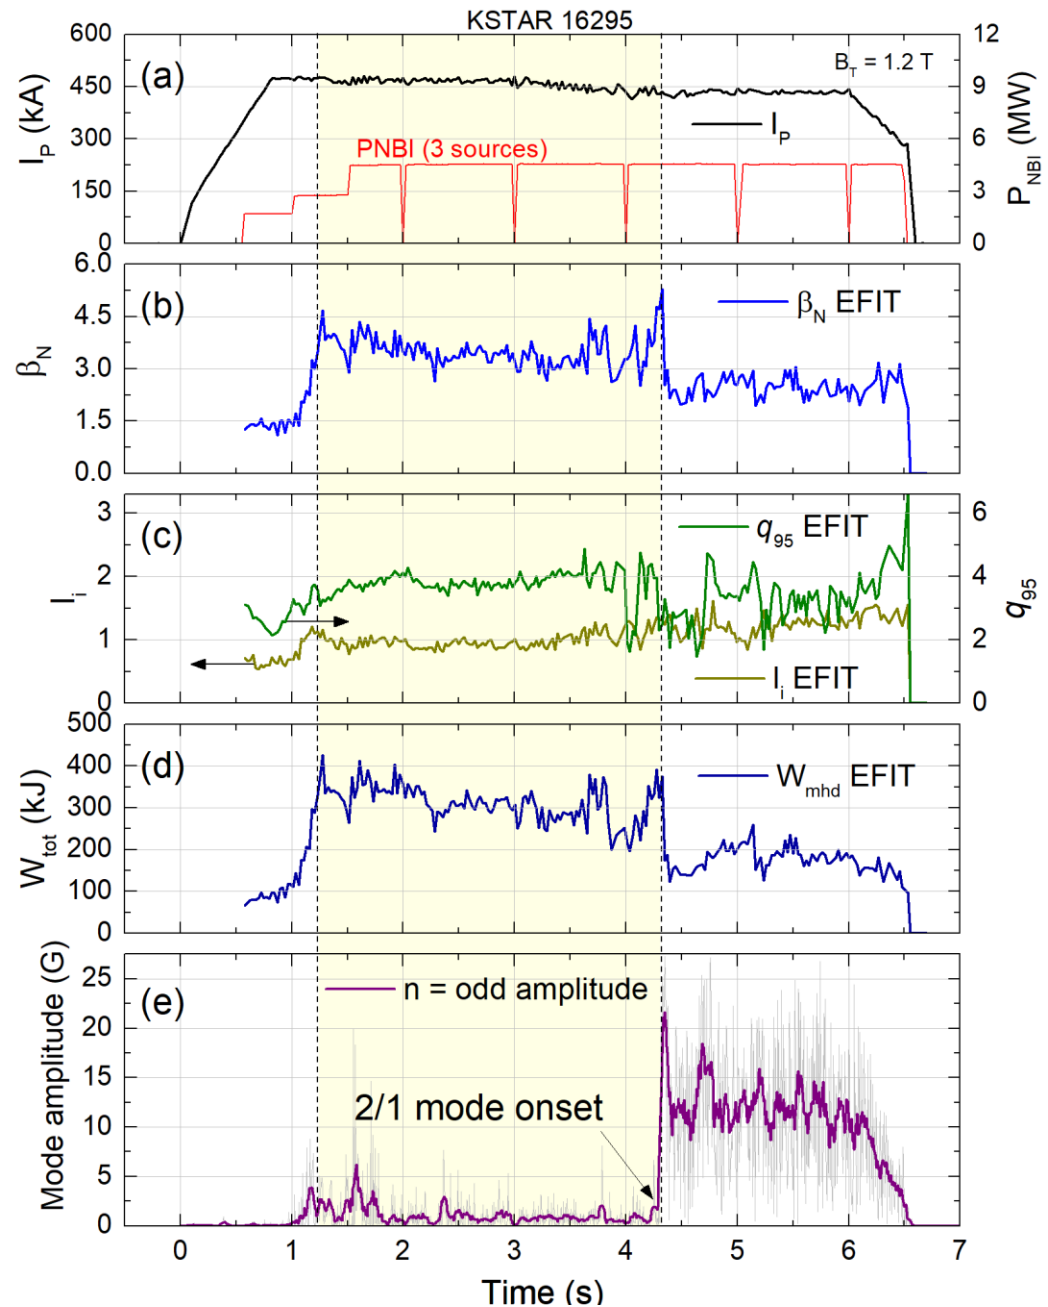 KSTAR 16295
600
450
300
150
0
I_P (kA)
(a)
B_T = 1.2 T
I_P
PNBI (3 sources)
12
9
6
3
0
P_NBI (MW)
6.0
4.5
3.0
1.5
0.0
β_N
(b)
β_N EFIT
3
2
1
0
l_i
(c)
q_95 EFIT
l_i EFIT
6
4
2
0
q_95
500
400
300
200
100
0
W_tot (kJ)
(d)
W_mhd EFIT
25
20
15
10
5
0
Mode amplitude (G)
(e)
n = odd amplitude
2/1 mode onset
0 1 2 3 4 5 6 7
Time (s)